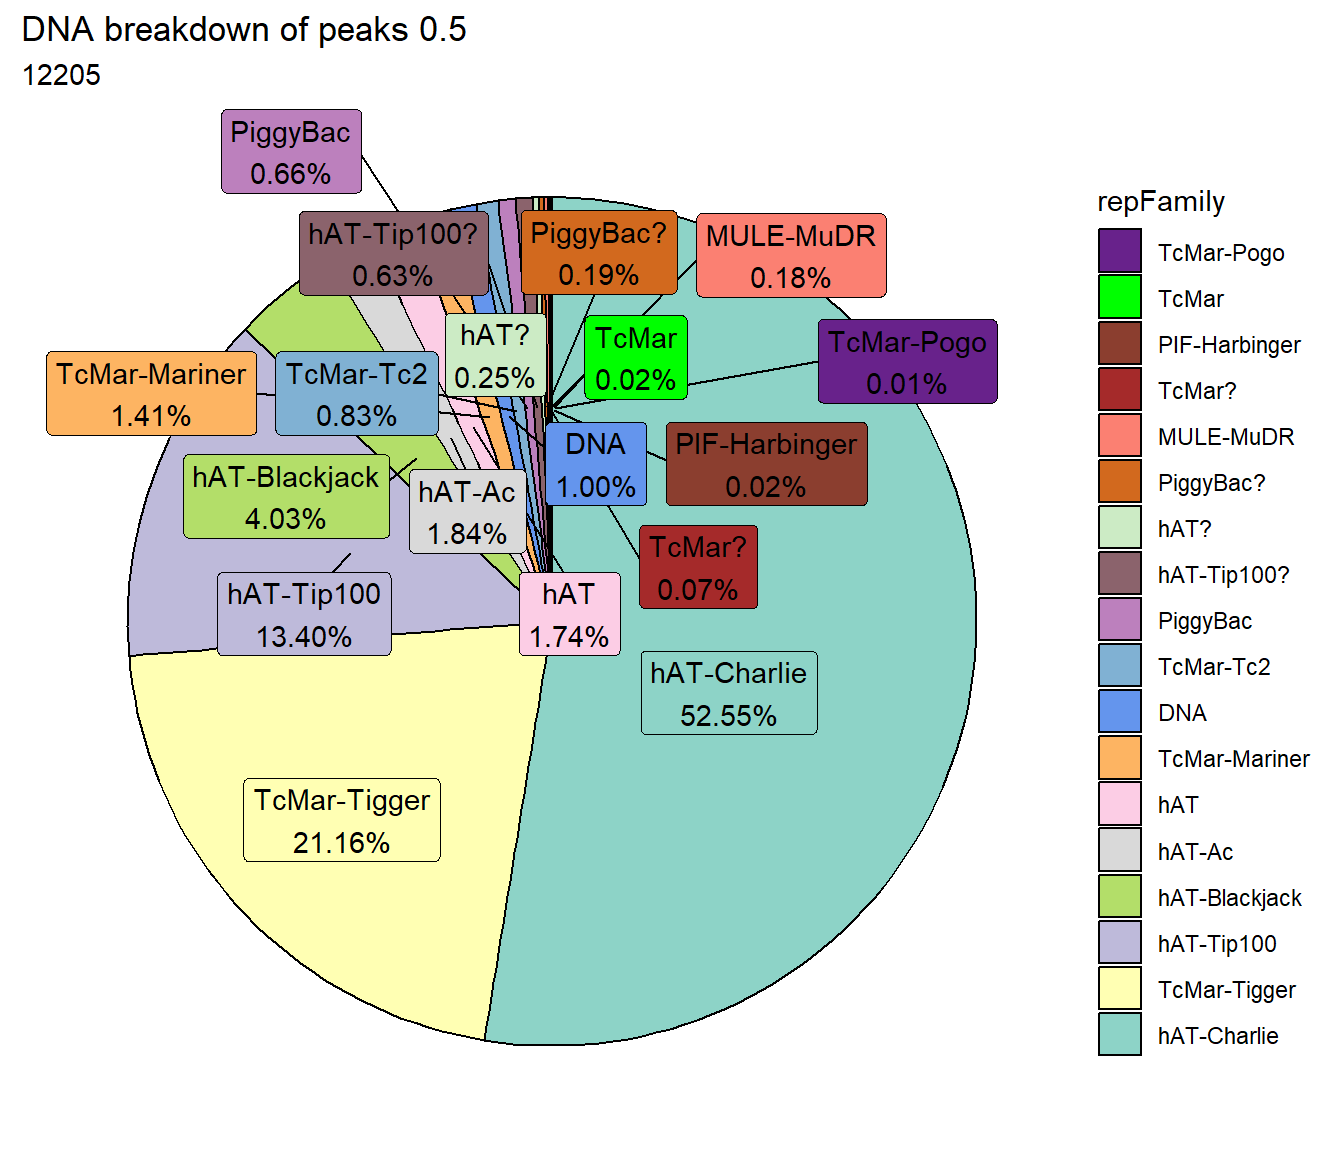 DNA breakdown of peaks 0.5
12205
PiggyBac
0.66%
hAT-Tip100?
0.63%
PiggyBac?
0.19%
MULE-MuDR
0.18%
hAT?
0.25%
TcMar
0.02%
TcMar-Pogo
0.01%
TcMar-Mariner
1.41%
TcMar-Tc2
0.83%
DNA
1.00%
PIF-Harbinger
0.02%
hAT-Blackjack
4.03%
hAT-Ac
1.84%
TcMar?
0.07%
hAT-Tip100
13.40%
hAT
1.74%
hAT-Charlie
52.55%
TcMar-Tigger
21.16%
repFamily
TcMar-Pogo
TcMar
PIF-Harbinger
TcMar?
MULE-MuDR
PiggyBac?
hAT?
hAT-Tip100?
PiggyBac
TcMar-Tc2
DNA
TcMar-Mariner
hAT
hAT-Ac
hAT-Blackjack
hAT-Tip100
TcMar-Tigger
hAT-Charlie